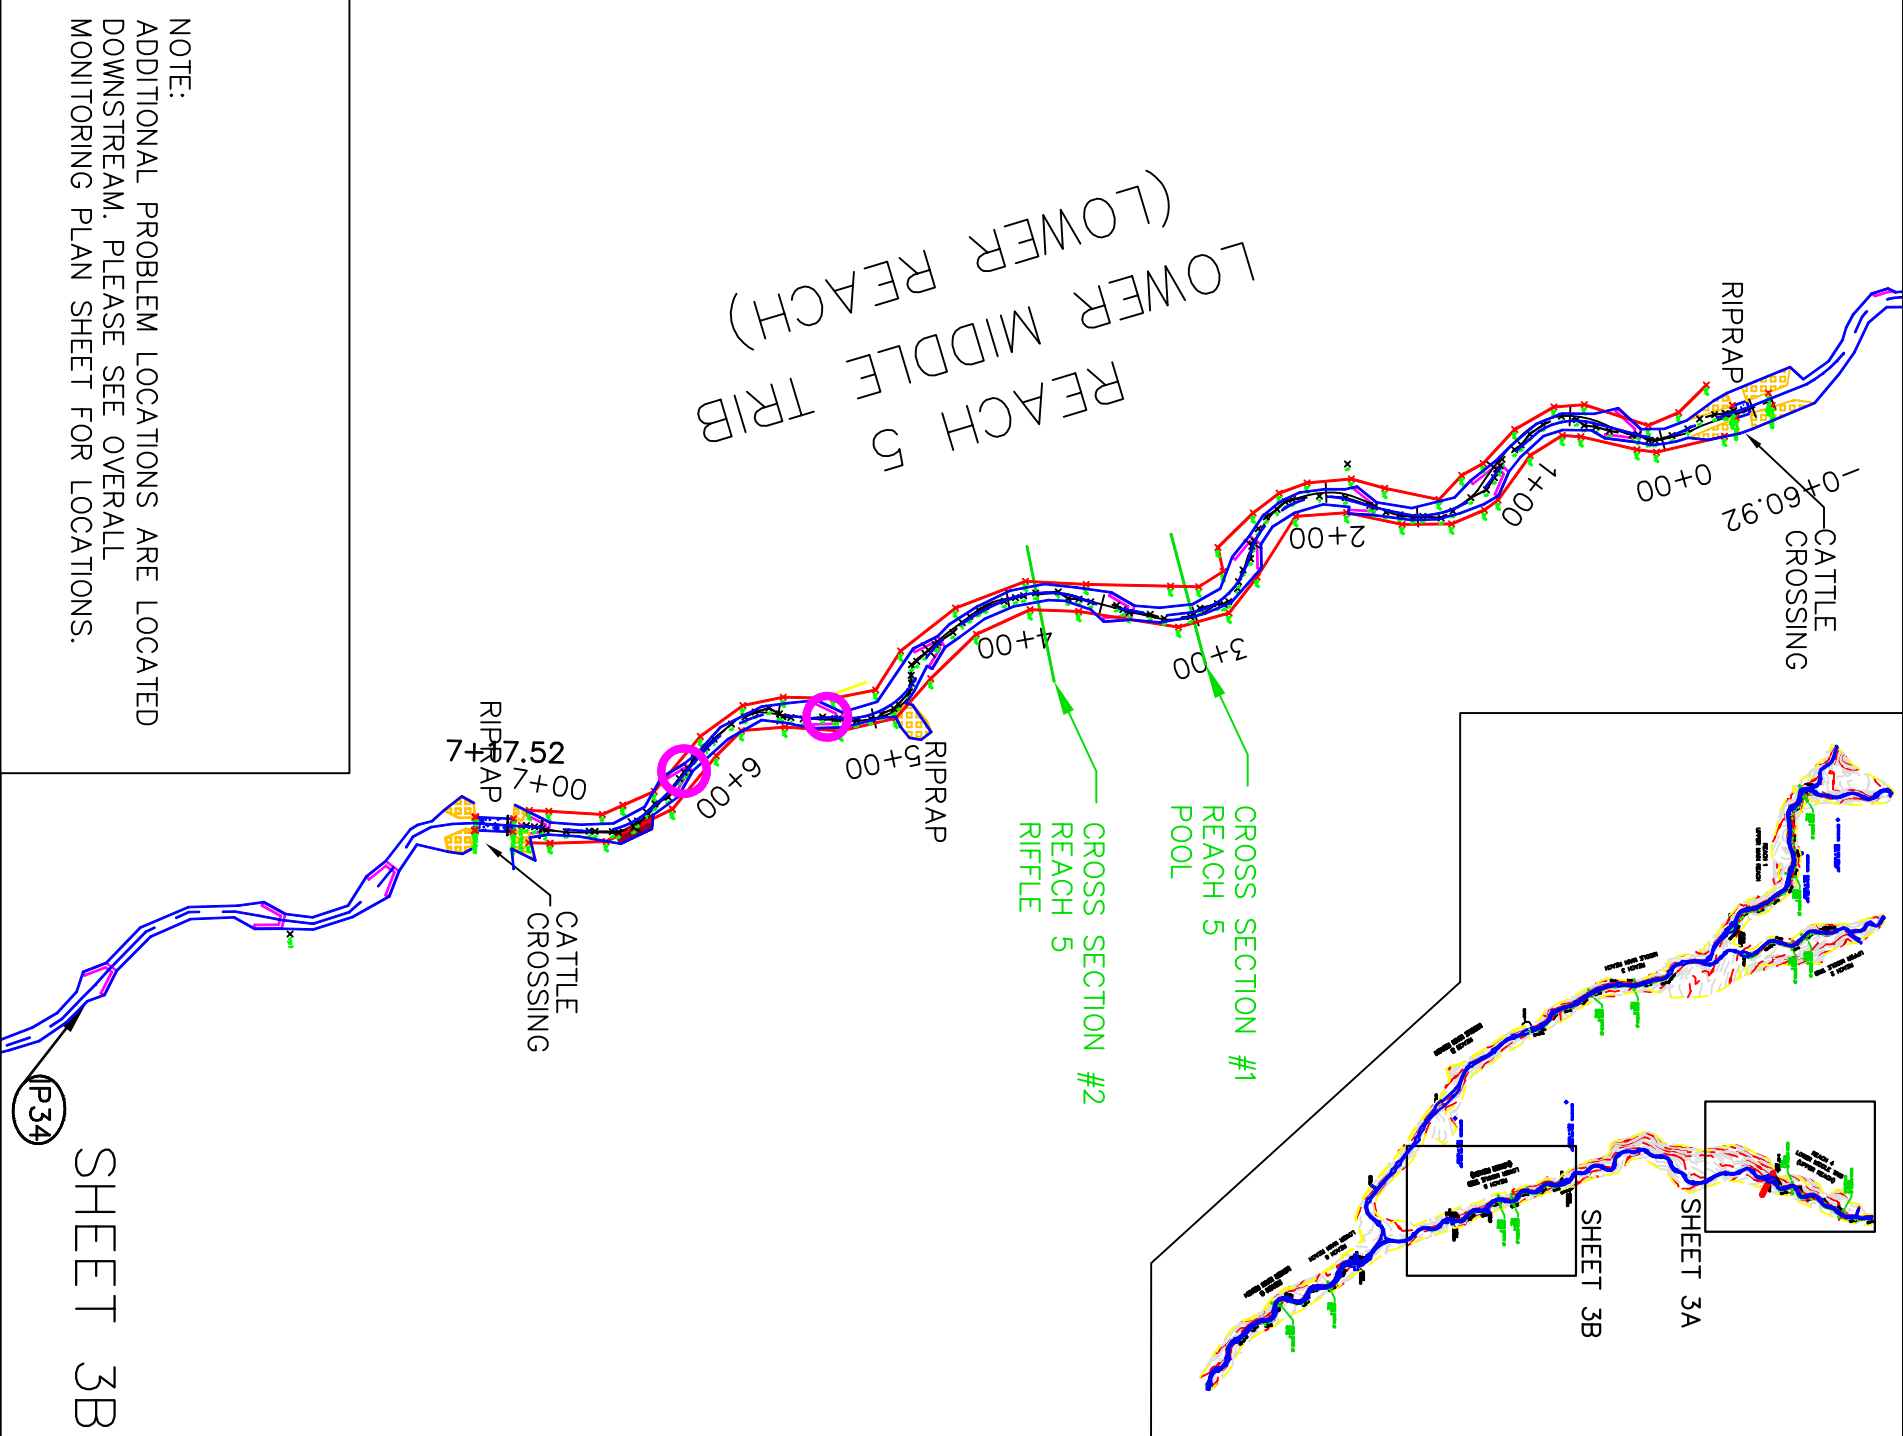 NOTE:
ADDITIONAL PROBLEM LOCATIONS ARE LOCATED
DOWNSTREAM. PLEASE SEE OVERALL
MONITORING PLAN SHEET FOR LOCATIONS.
REACH 5
LOWER MIDDLE TRIB
(LOWER REACH)
RIPRAP
CATTLE
CROSSING
-0+60.92
0+00
1+00
2+00
3+00
4+00
5+00
6+00
7+00
7+17.52
RIPRAP
RIPRAP
CATTLE
CROSSING
CROSS SECTION #1
REACH 5
POOL
CROSS SECTION #2
REACH 5
RIFFLE
IP34
SHEET 3B
SHEET 3A
SHEET 3B